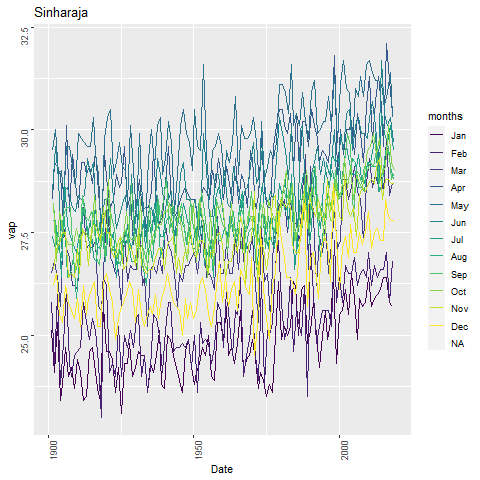 Sinharaja
32.5
30.0
27.5
25.0
vap
1900
1950
2000
Date
months
Jan
Feb
Mar
Apr
May
Jun
Jul
Aug
Sep
Oct
Nov
Dec
NA